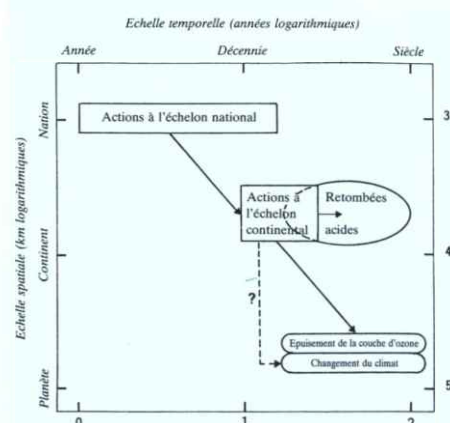 Echelle temporelle (années logarithmiques)
Année Décennie Siècle
Echelle spatiale (km logarithmiques)
Nation
Continent
Planète
3
4
5
Actions à l'échelon national
Actions à
l'échelon
continental
Retombées
acides
?
Epuisement de la couche d'ozone
Changement du climat
0 1 2